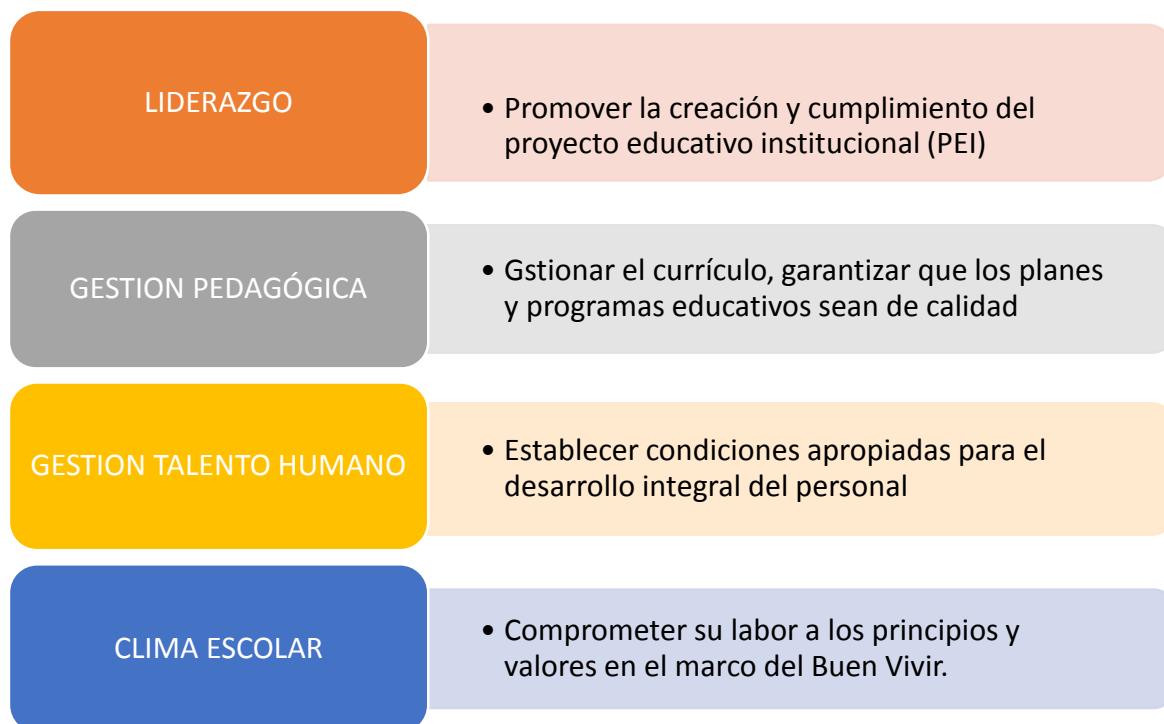 LIDERAZGO
• Promover la creación y cumplimiento del
proyecto educativo institucional (PEI)
GESTION PEDAGÓGICA
• Gstionar el currículo, garantizar que los planes
y programas educativos sean de calidad
GESTION TALENTO HUMANO
• Establecer condiciones apropiadas para el
desarrollo integral del personal
CLIMA ESCOLAR
• Comprometer su labor a los principios y
valores en el marco del Buen Vivir.